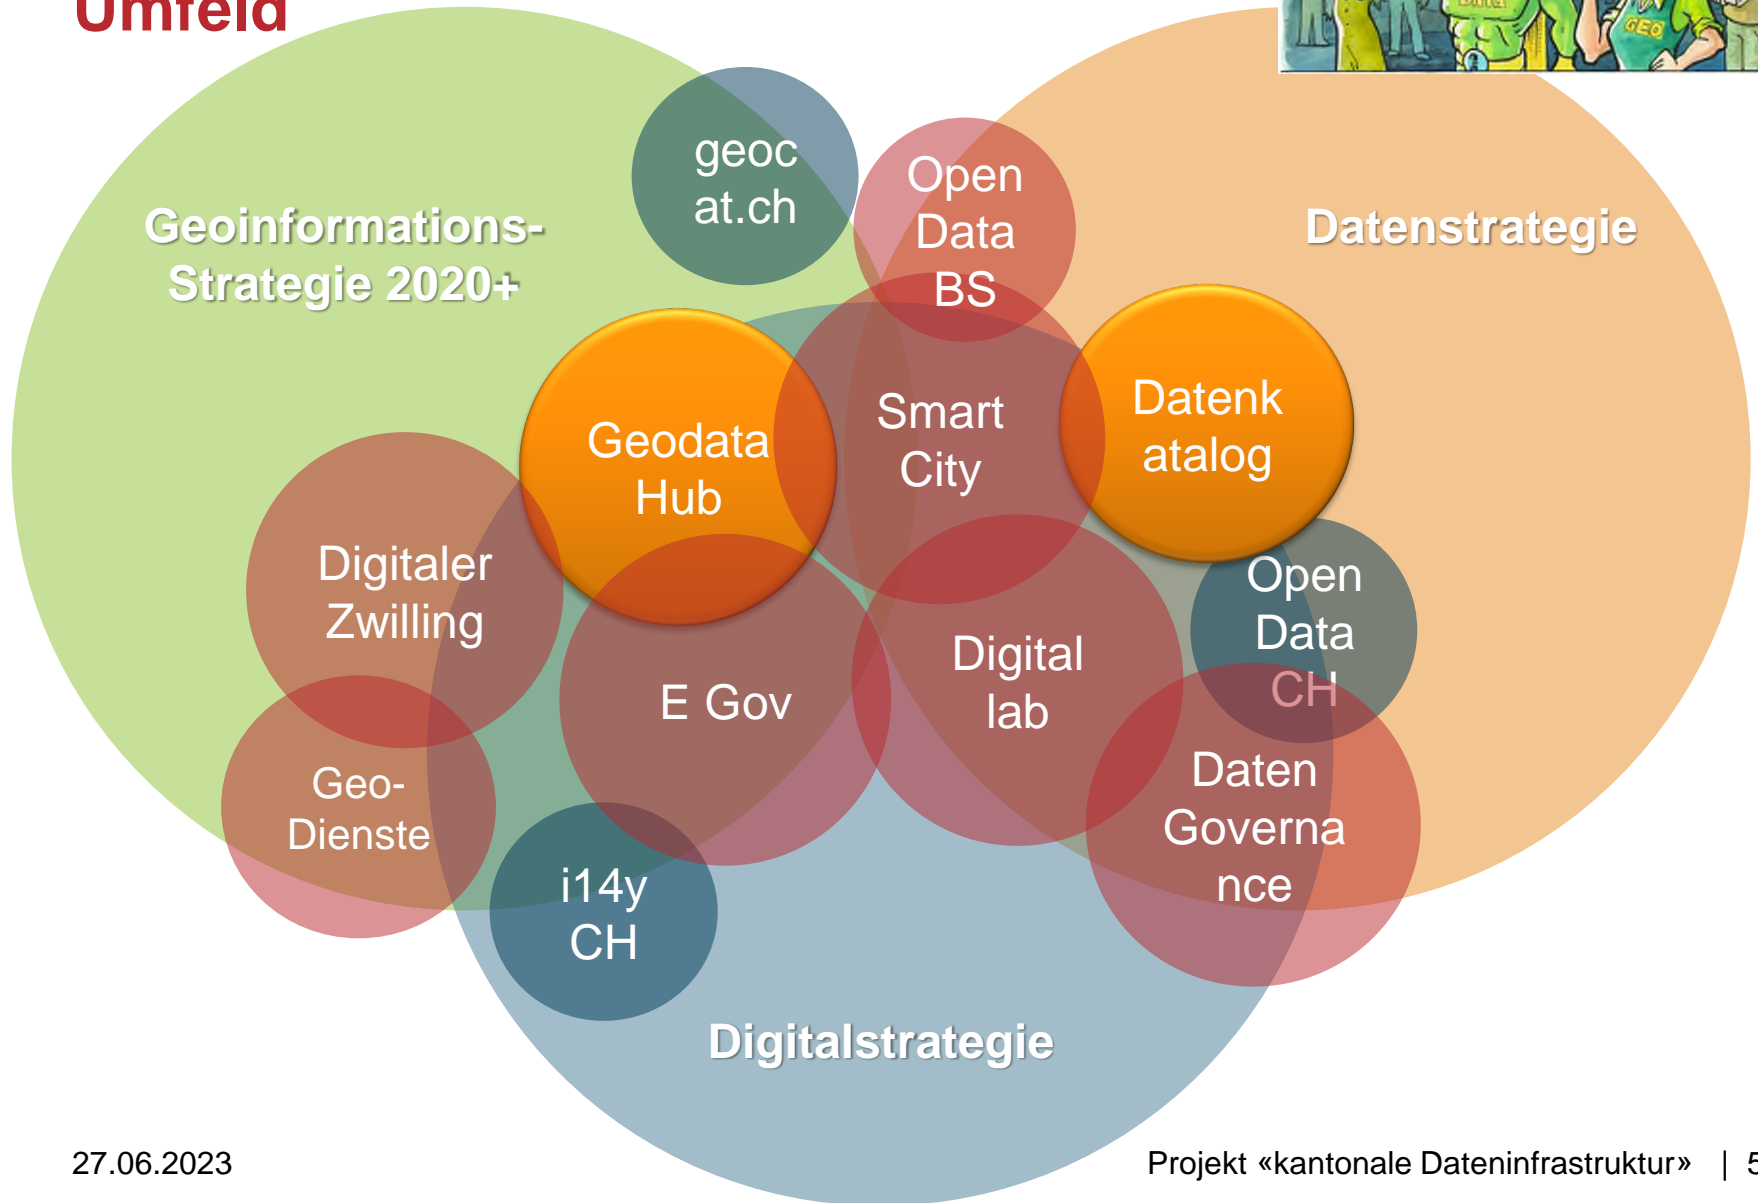 Umfeld
DATA
GEO
geoc
at.ch
Open
Data
BS
Geoinformations-
Strategie 2020+
Datenstrategie
Geodata
Hub
Smart
City
Datenk
atalog
Digitaler
Zwilling
E Gov
Digital
lab
Open
Data
CH
Geo-
Dienste
Daten
Governa
nce
i14y
CH
Digitalstrategie
27.06.2023
Projekt «kantonale Dateninfrastruktur» | 5